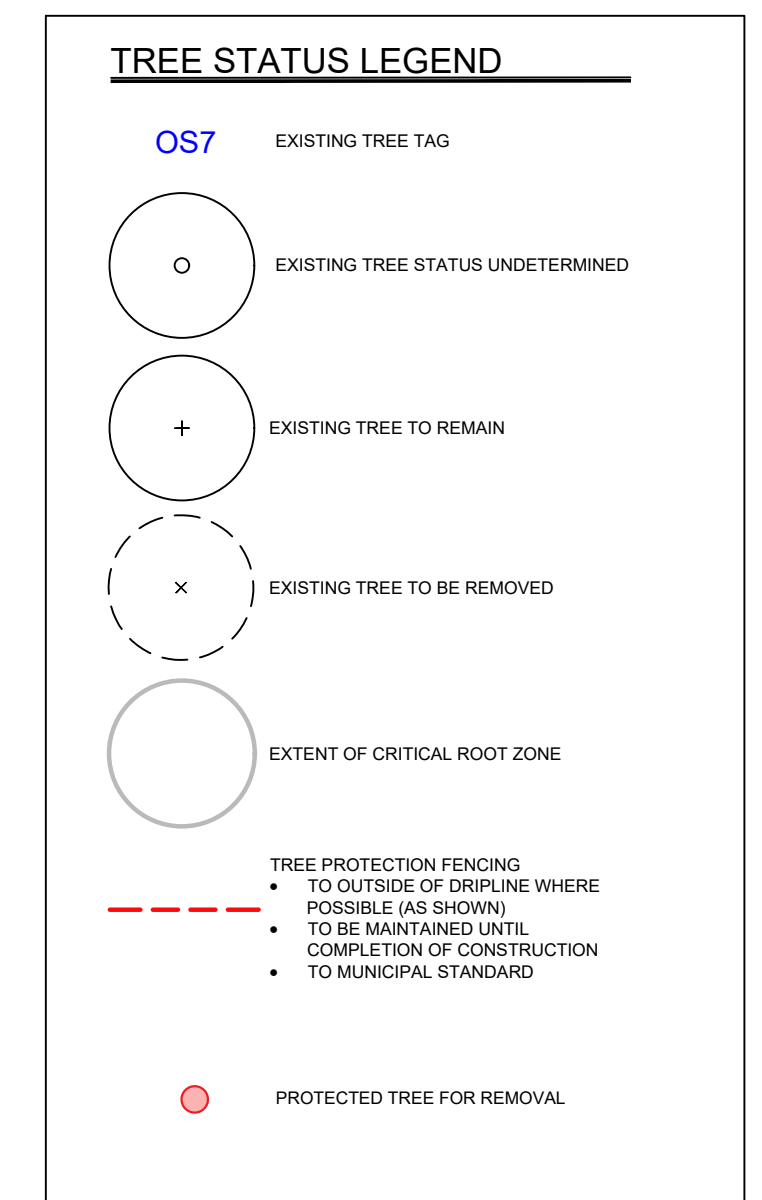 TREE STATUS LEGEND
OS7 EXISTING TREE TAG
EXISTING TREE STATUS UNDETERMINED
EXISTING TREE TO REMAIN
EXISTING TREE TO BE REMOVED
EXTENT OF CRITICAL ROOT ZONE
TREE PROTECTION FENCING
• TO OUTSIDE OF DRIPLINE WHERE
POSSIBLE (AS SHOWN)
• TO BE MAINTAINED UNTIL
COMPLETION OF CONSTRUCTION
• TO MUNICIPAL STANDARD
PROTECTED TREE FOR REMOVAL